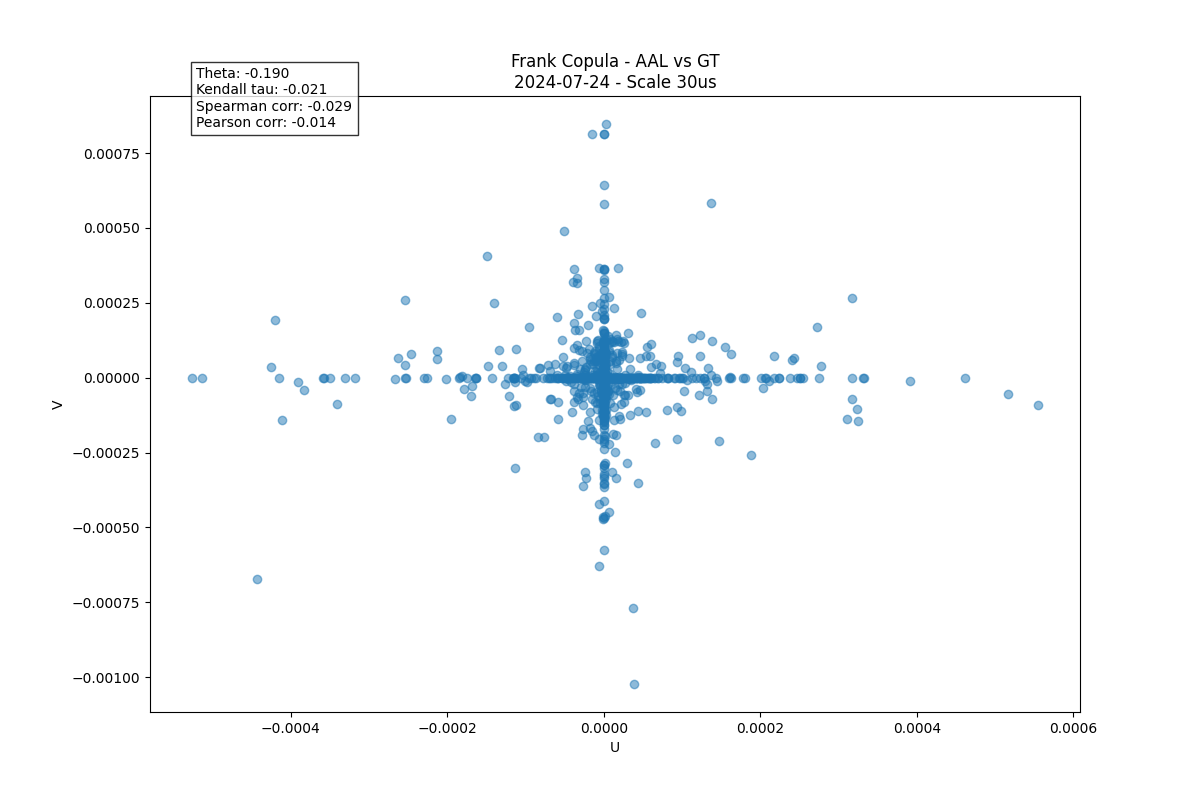 Frank Copula - AAL vs GT
2024-07-24 - Scale 30us
Theta: -0.190
Kendall tau: -0.021
Spearman corr: -0.029
Pearson corr: -0.014
0.00075
0.00050
0.00025
0.00000
−0.00025
−0.00050
−0.00075
−0.00100
V
−0.0004
−0.0002
0.0000
0.0002
0.0004
0.0006
U